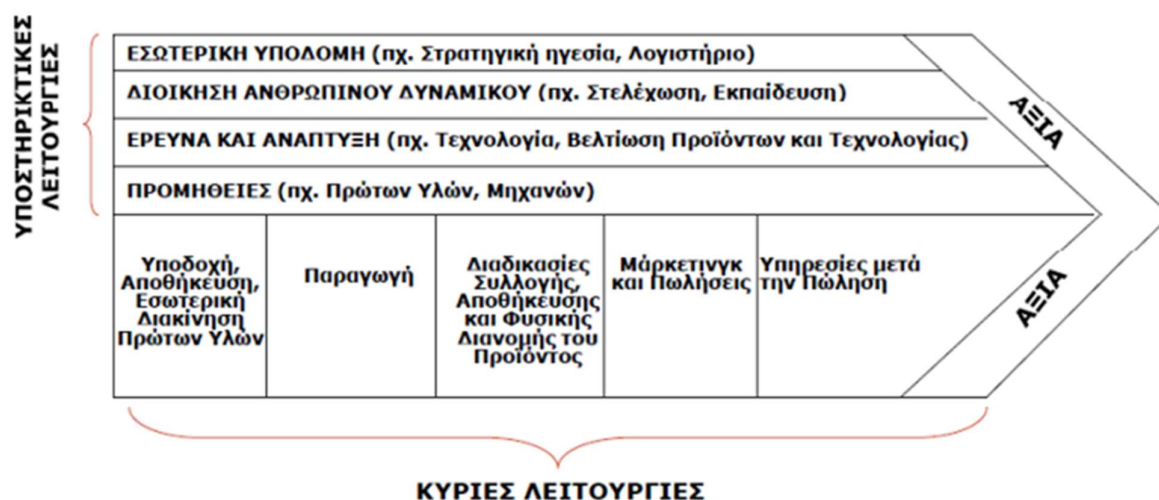 ΥΠΟΣΤΗΡΙΚΤΙΚΕΣ
ΛΕΙΤΟΥΡΓΙΕΣ
ΕΣΩΤΕΡΙΚΗ ΥΠΟΔΟΜΗ (πχ. Στρατηγική ηγεσία, Λογιστήριο)
ΔΙΟΙΚΗΣΗ ΑΝΘΡΩΠΙΝΟΥ ΔΥΝΑΜΙΚΟΥ (πχ. Στελέχωση, Εκπαίδευση)
ΕΡΕΥΝΑ ΚΑΙ ΑΝΑΠΤΥΞΗ (πχ. Τεχνολογία, Βελτίωση Προϊόντων και Τεχνολογίας)
ΠΡΟΜΗΘΕΙΕΣ (πχ. Πρώτων Υλών, Μηχανών)
ΑΞΙΑ
Υποδοχή,
Αποθήκευση,
Εσωτερική
Διακίνηση
Πρώτων Υλών
Παραγωγή
Διαδικασίες
Συλλογής,
Αποθήκευσης
και Φυσικής
Διανομής του
Προϊόντος
Μάρκετινγκ
και Πωλήσεις
Υπηρεσίες μετά
την Πώληση
ΑΞΙΑ
ΚΥΡΙΕΣ ΛΕΙΤΟΥΡΓΙΕΣ